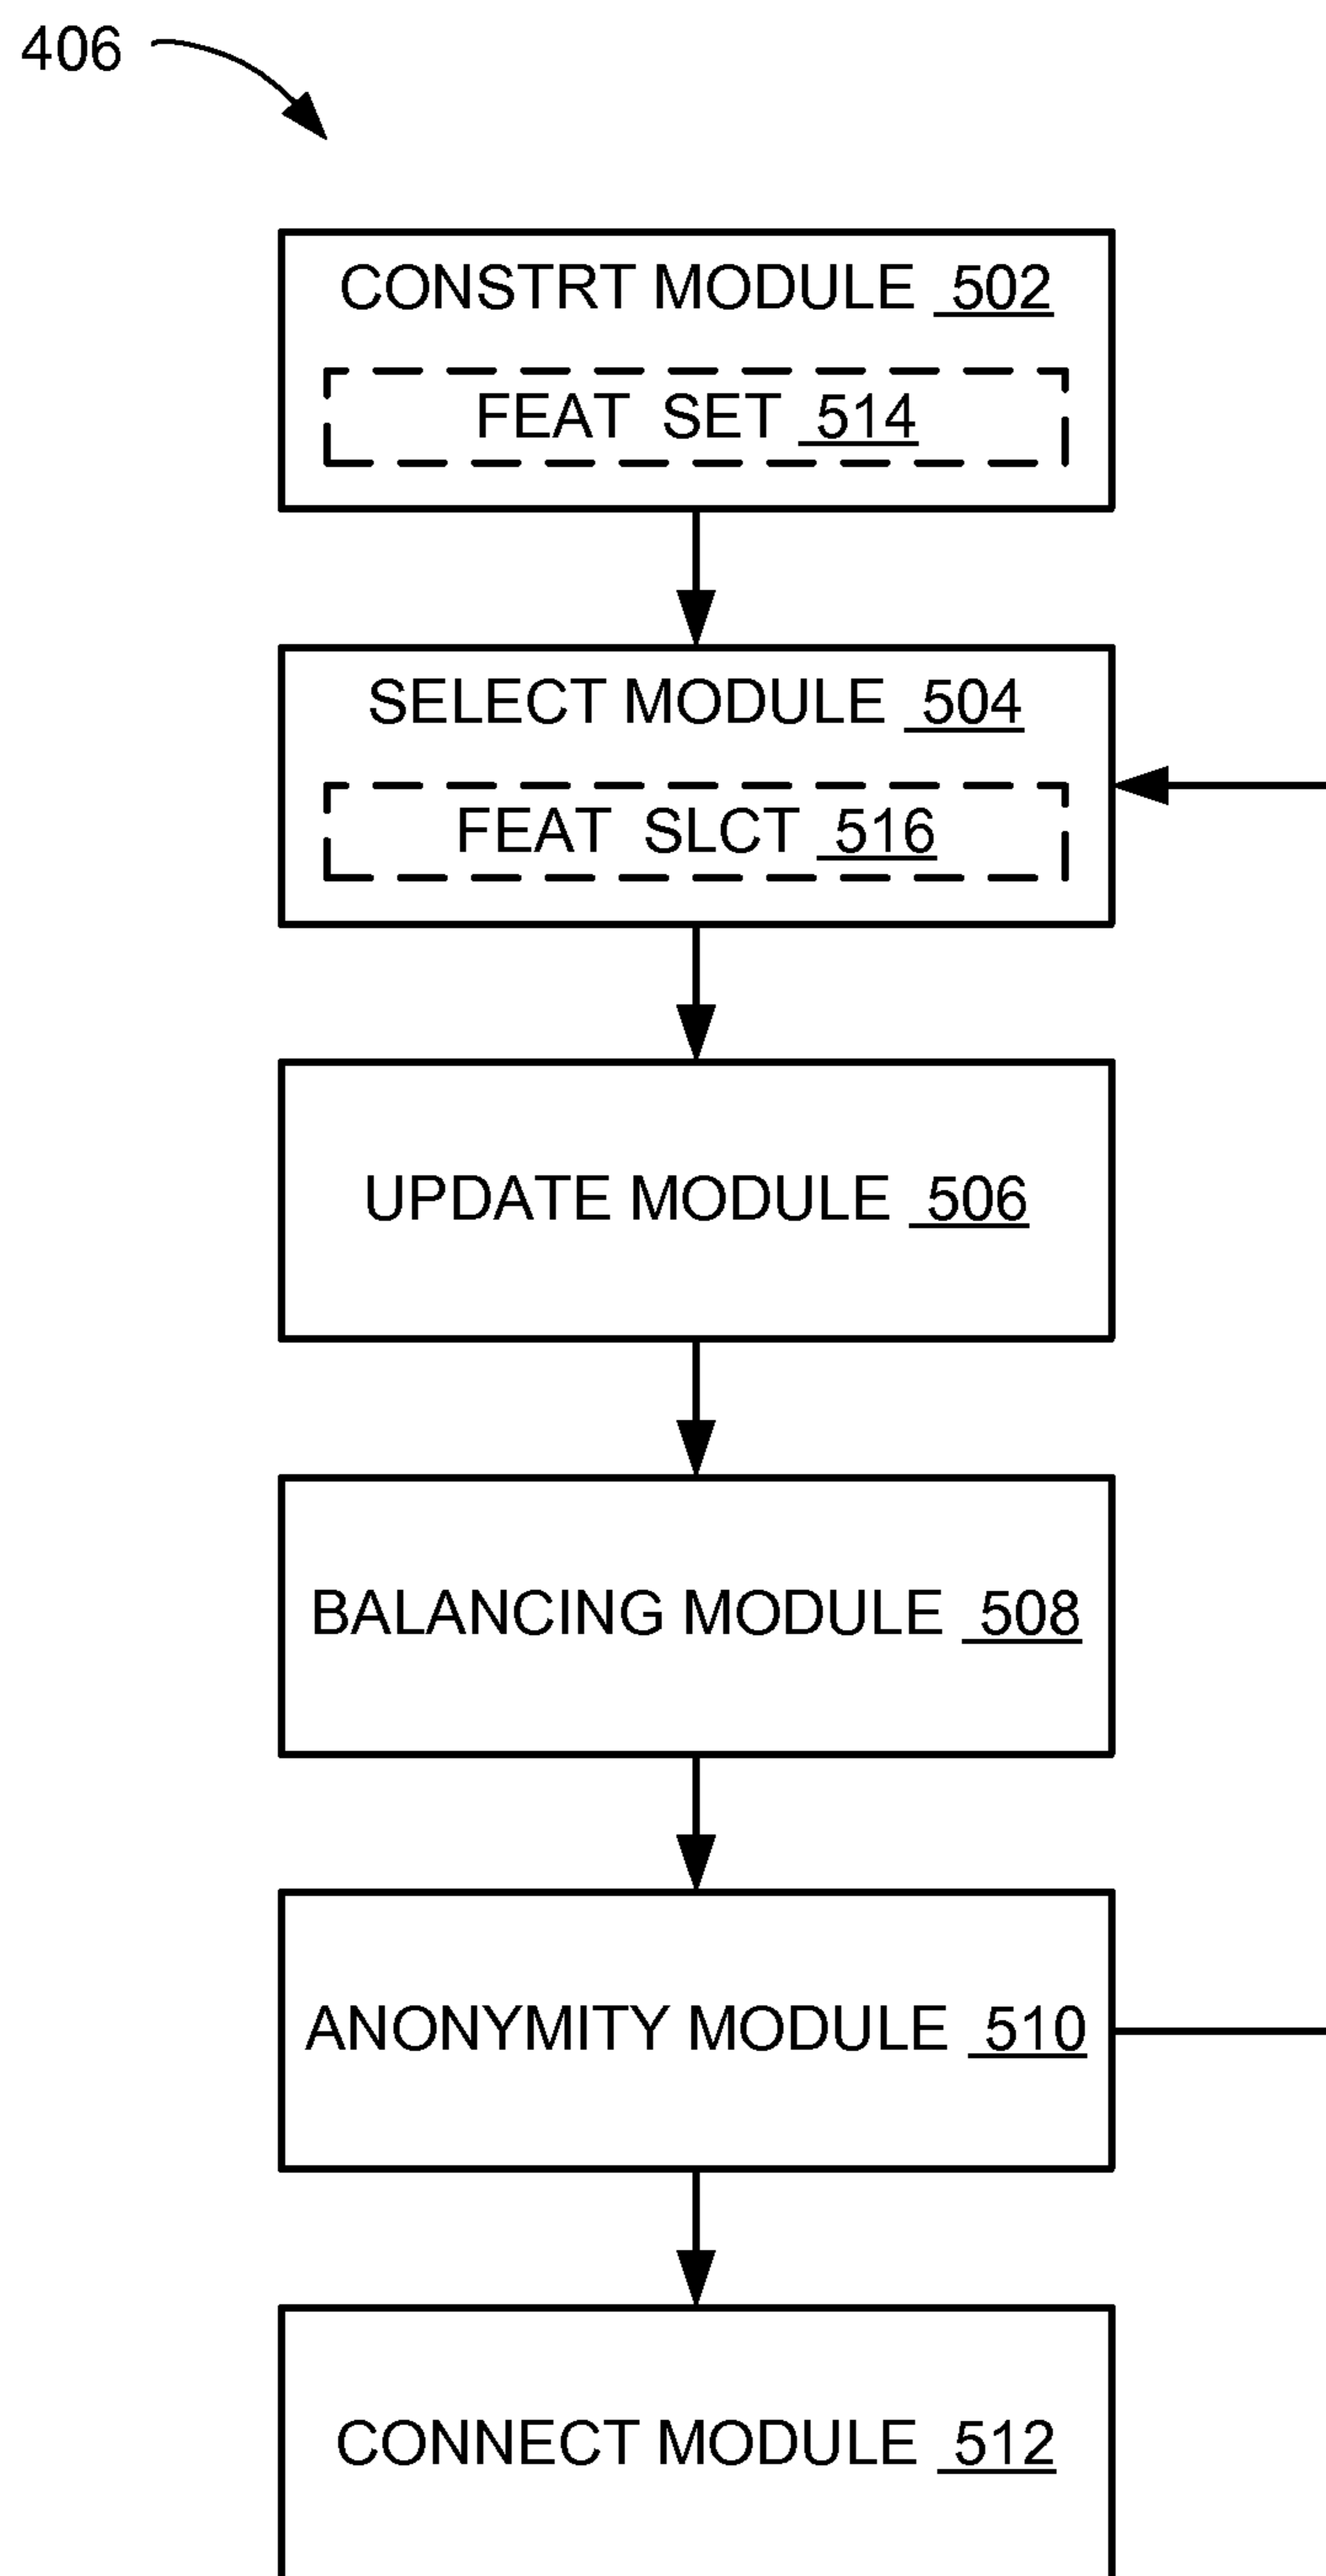 406
CONSTRT MODULE 502
FEAT SET 514
SELECT MODULE 504
FEAT SLCT 516
UPDATE MODULE 506
BALANCING MODULE 508
ANONYMITY MODULE 510
CONNECT MODULE 512